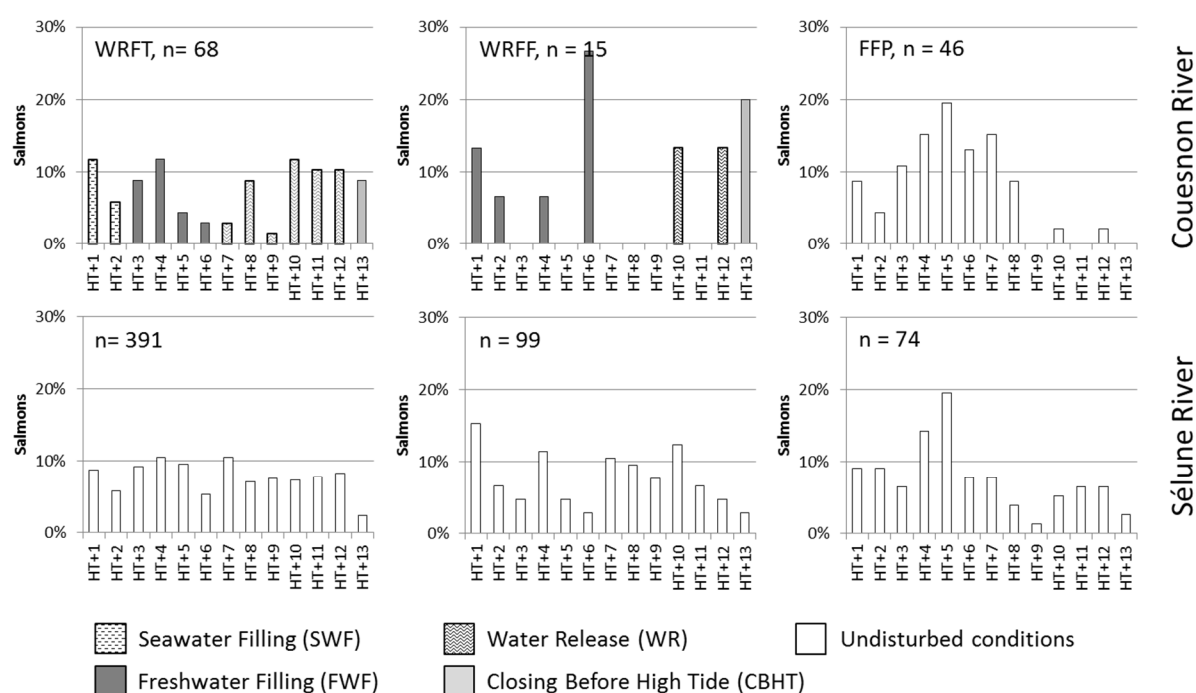 30%
20%
10%
0%
Salmons
WRFT, n= 68
HT+1
HT+2
HT+3
HT+4
HT+5
HT+6
HT+7
HT+8
HT+9
HT+10
HT+11
HT+12
HT+13
30%
20%
10%
0%
Salmons
WRFF, n = 15
HT+1
HT+2
HT+3
HT+4
HT+5
HT+6
HT+7
HT+8
HT+9
HT+10
HT+11
HT+12
HT+13
30%
20%
10%
0%
Salmons
FFP, n = 46
HT+1
HT+2
HT+3
HT+4
HT+5
HT+6
HT+7
HT+8
HT+9
HT+10
HT+11
HT+12
HT+13
Couesnon River
30%
20%
10%
0%
Salmons
n= 391
HT+1
HT+2
HT+3
HT+4
HT+5
HT+6
HT+7
HT+8
HT+9
HT+10
HT+11
HT+12
HT+13
30%
20%
10%
0%
Salmons
n = 99
HT+1
HT+2
HT+3
HT+4
HT+5
HT+6
HT+7
HT+8
HT+9
HT+10
HT+11
HT+12
HT+13
30%
20%
10%
0%
Salmons
n = 74
HT+1
HT+2
HT+3
HT+4
HT+5
HT+6
HT+7
HT+8
HT+9
HT+10
HT+11
HT+12
HT+13
Sélune River
Seawater Filling (SWF)
Water Release (WR)
Undisturbed conditions
Freshwater Filling (FWF)
Closing Before High Tide (CBHT)